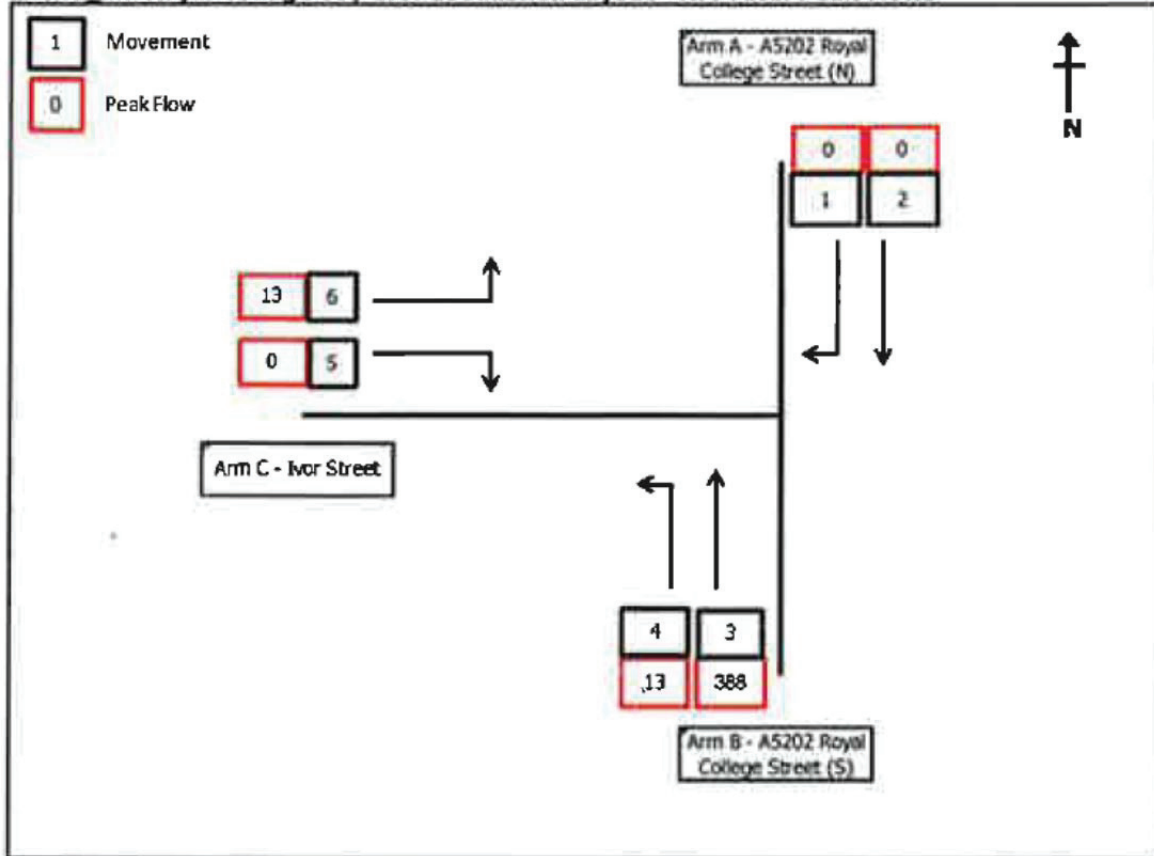 1 Movement
0 Peak Flow
Arm A - A5202 Royal
College Street (N)
N
0 0
1 2
13 6
0 5
Arm C - Ivor Street
4 3
13 388
Arm B - A5202 Royal
College Street (S)